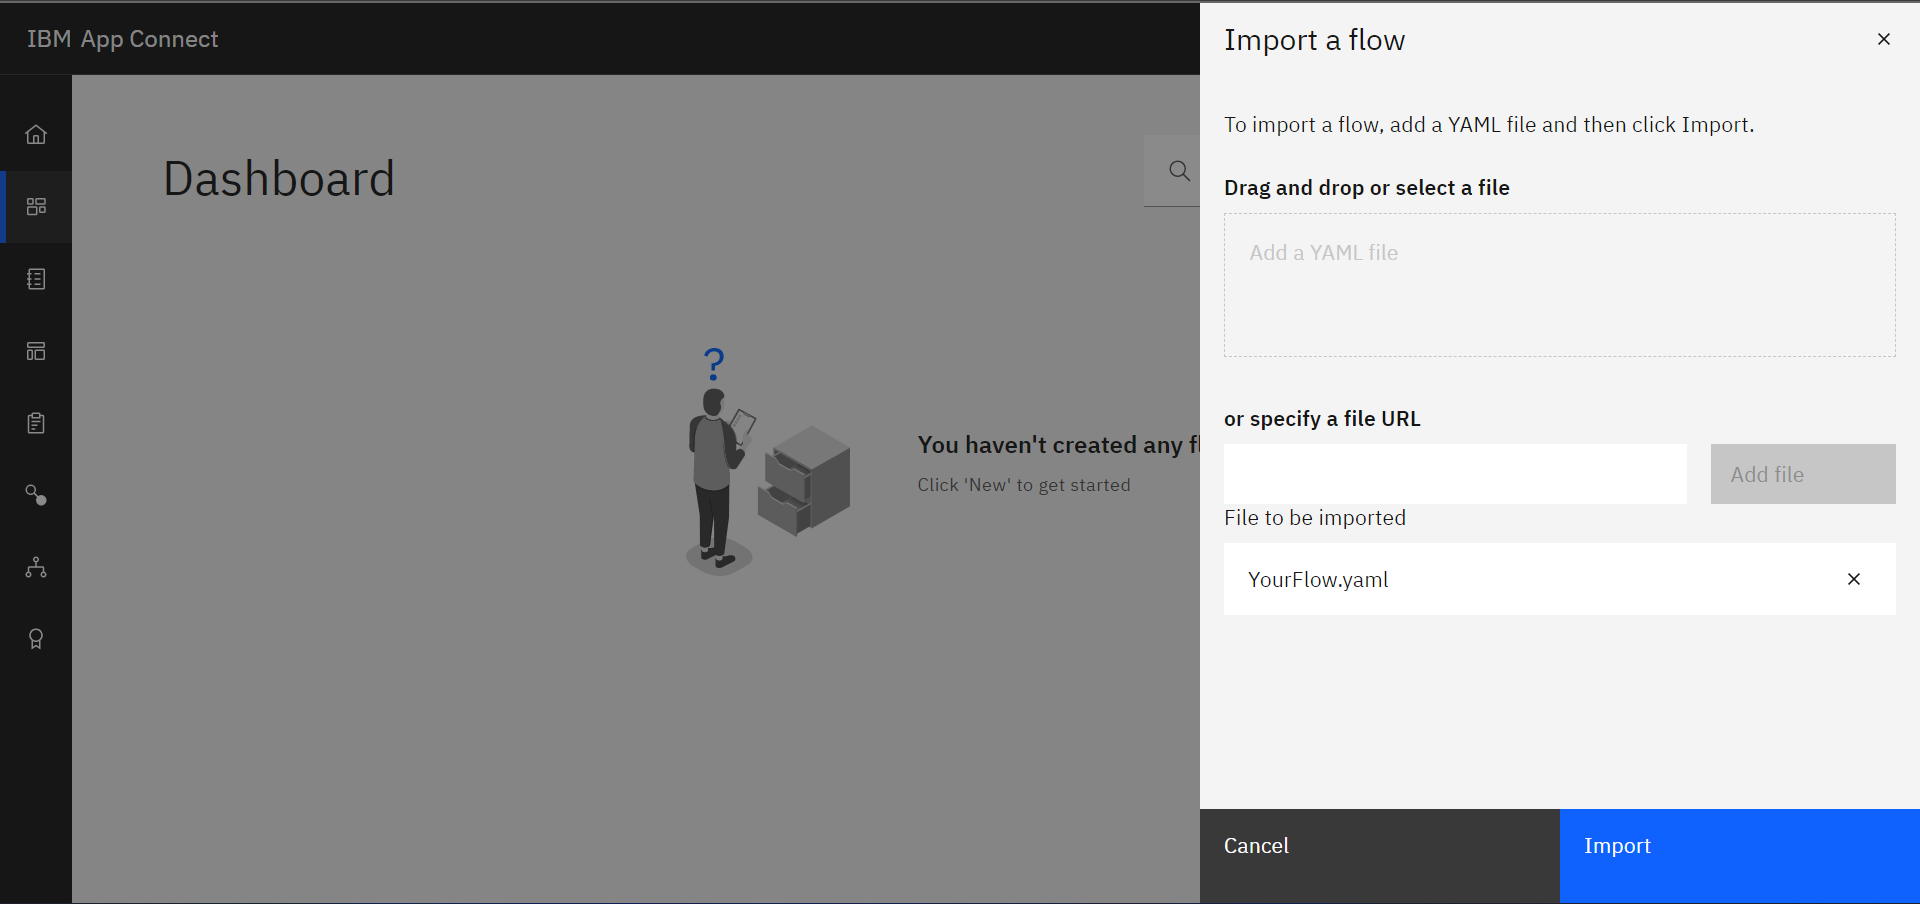 IBM App Connect
Dashboard
?
You haven't created any
Click 'New' to get started
Import a flow
To import a flow, add a YAML file and then click Import.
Drag and drop or select a file
Add a YAML file
or specify a file URL
Add file
File to be imported
YourFlow.yaml
Cancel
Import